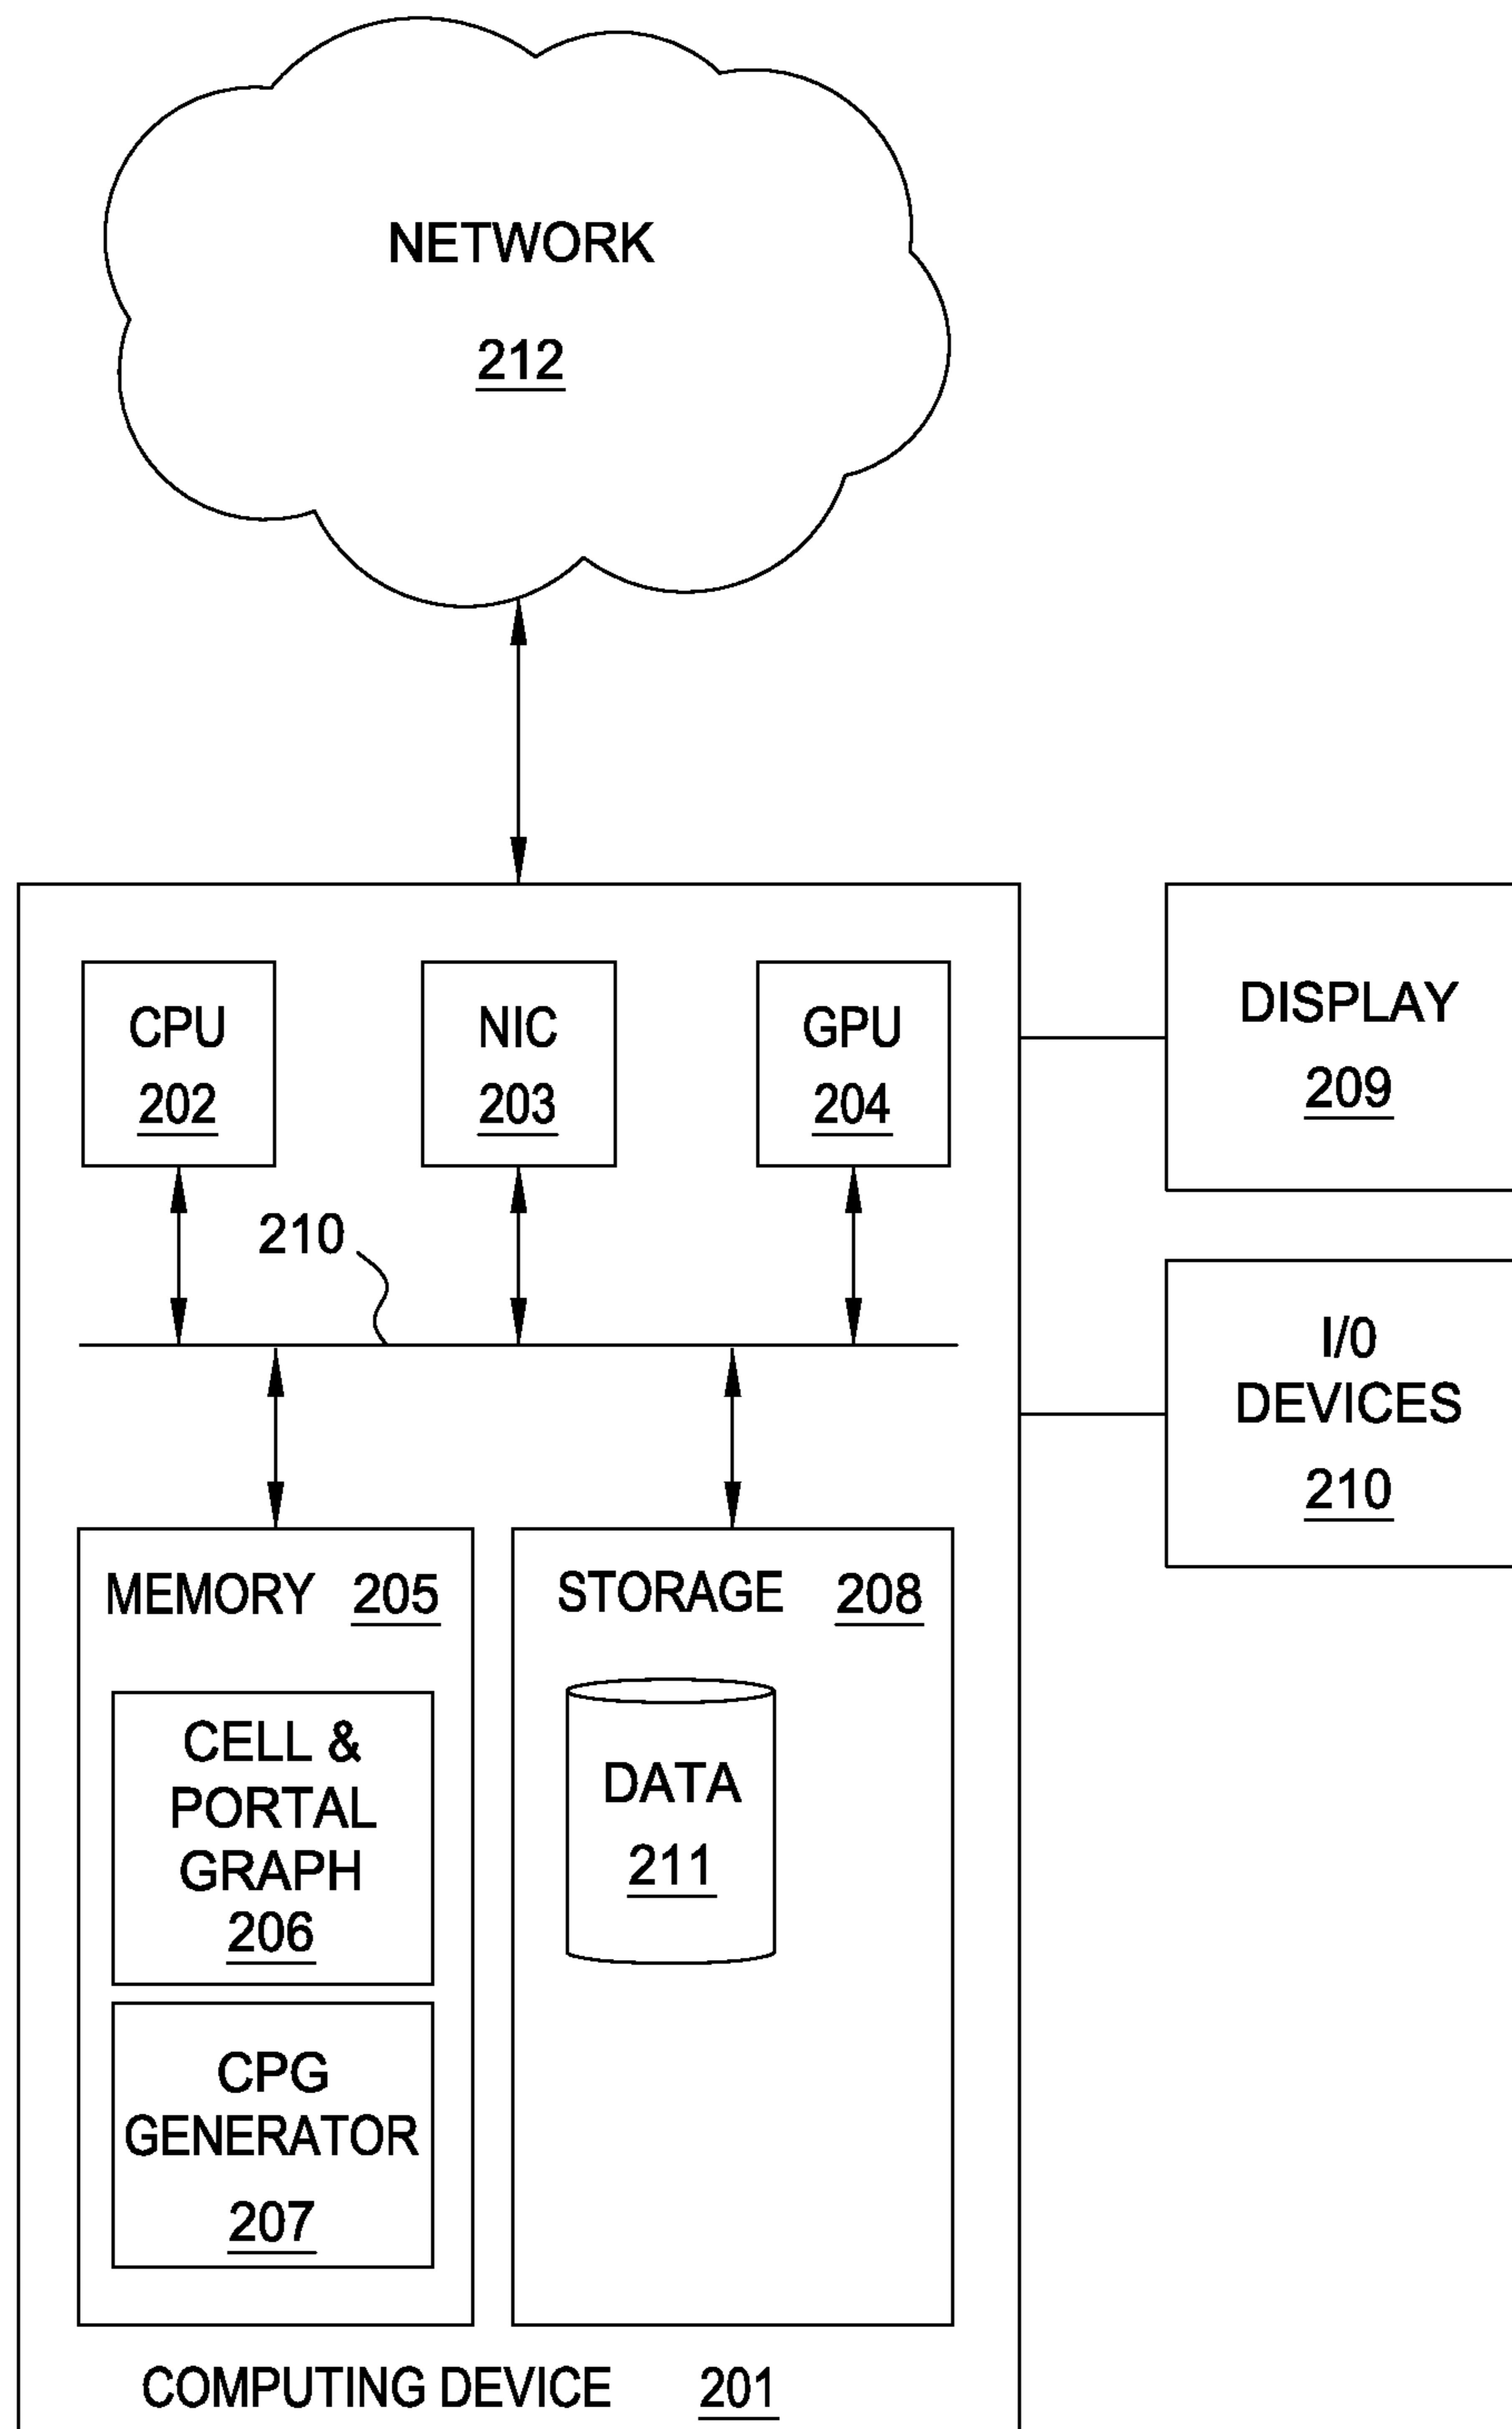 NETWORK
212
CPU
202
NIC
203
GPU
204
DISPLAY
209
210
I/0
DEVICES
210
MEMORY 205
STORAGE 208
CELL &
PORTAL
GRAPH
206
DATA
211
CPG
GENERATOR
207
COMPUTING DEVICE 201